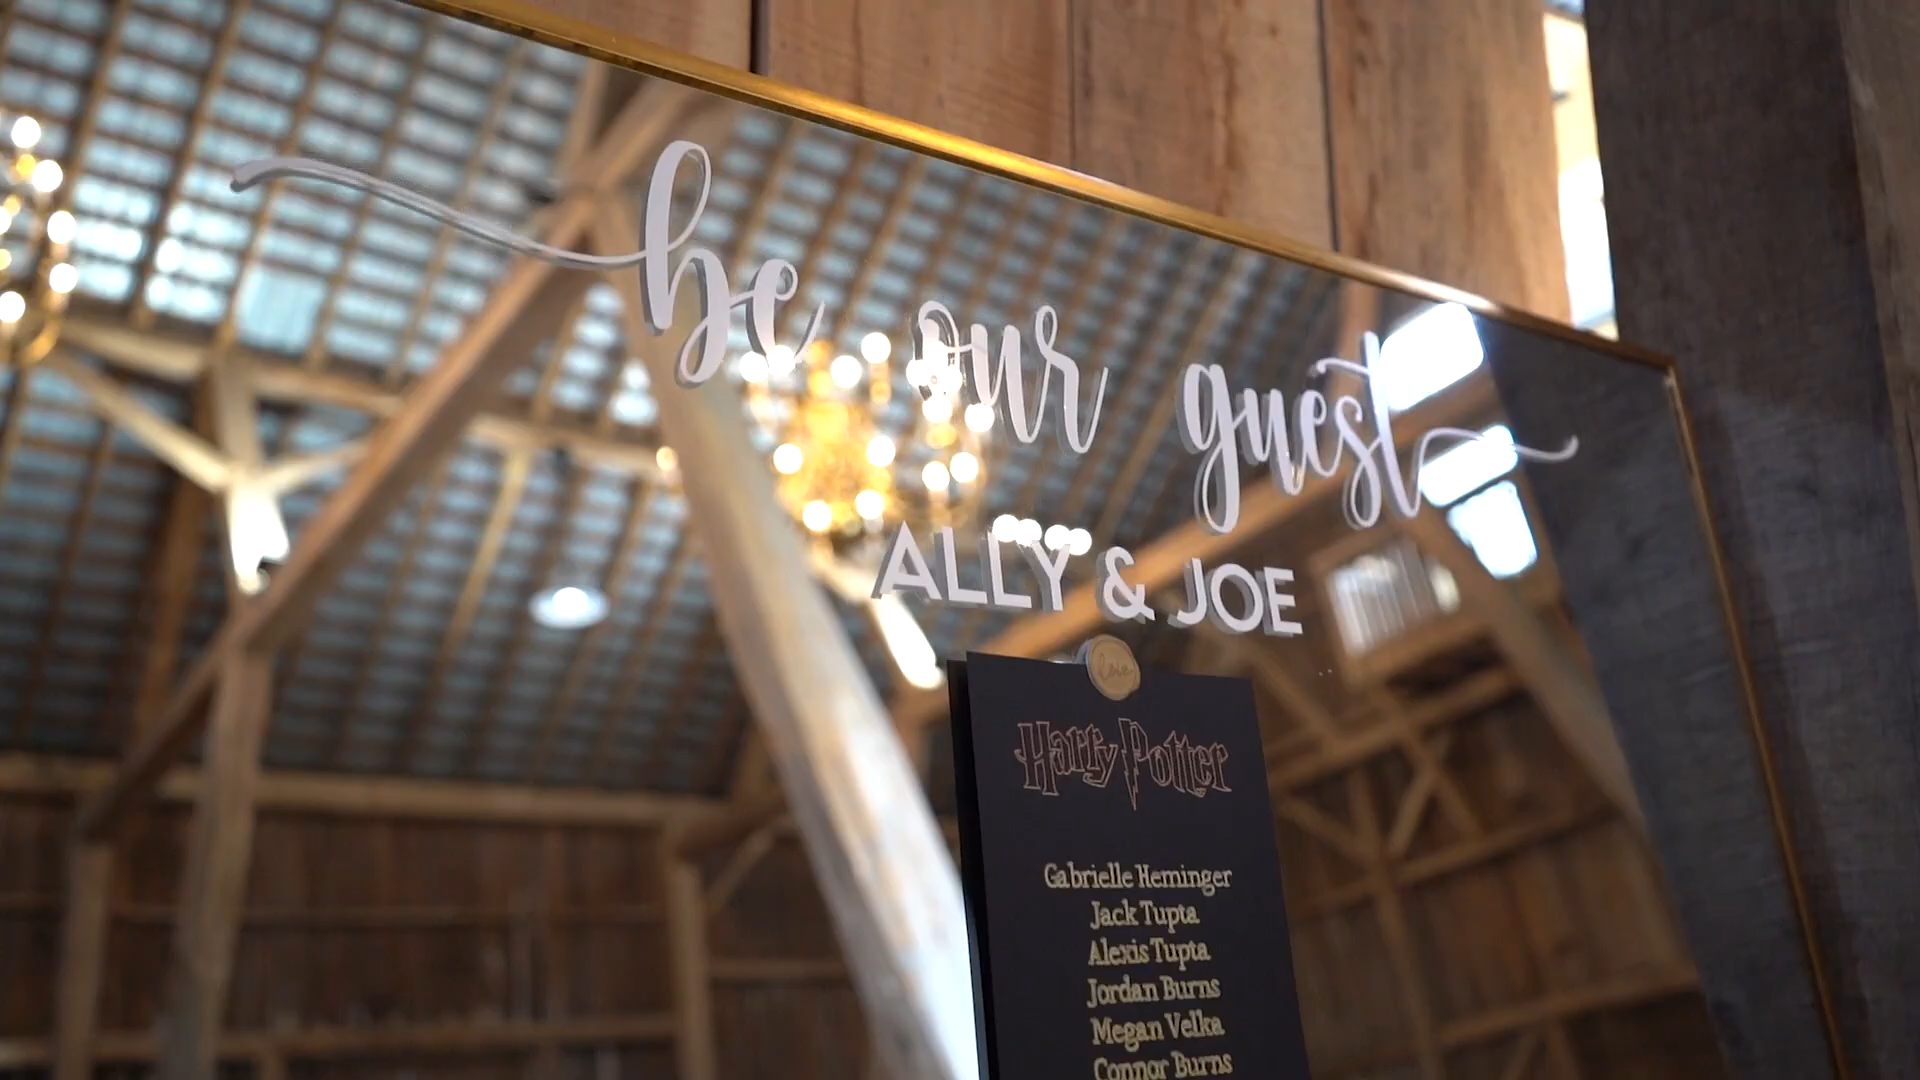 be our guest
ALLY & JOE
love
Harry Potter
Gabrielle Heminger
Jack Tupta
Alexis Tupta
Jordan Burns
Megan Velka
Connor Burns